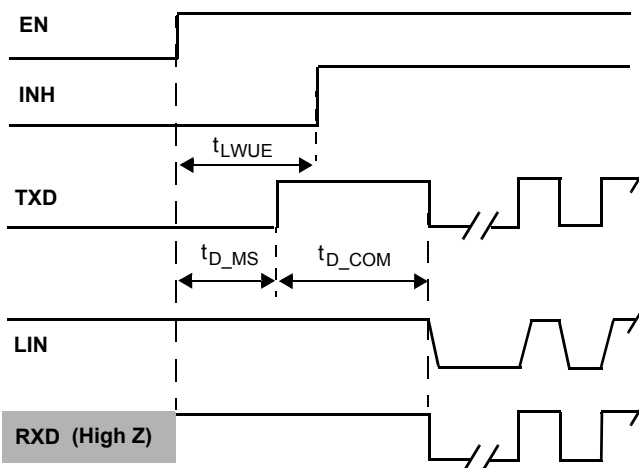 EN
INH
tLWUE
TXD
tD_MS tD_COM
LIN
RXD (High Z)